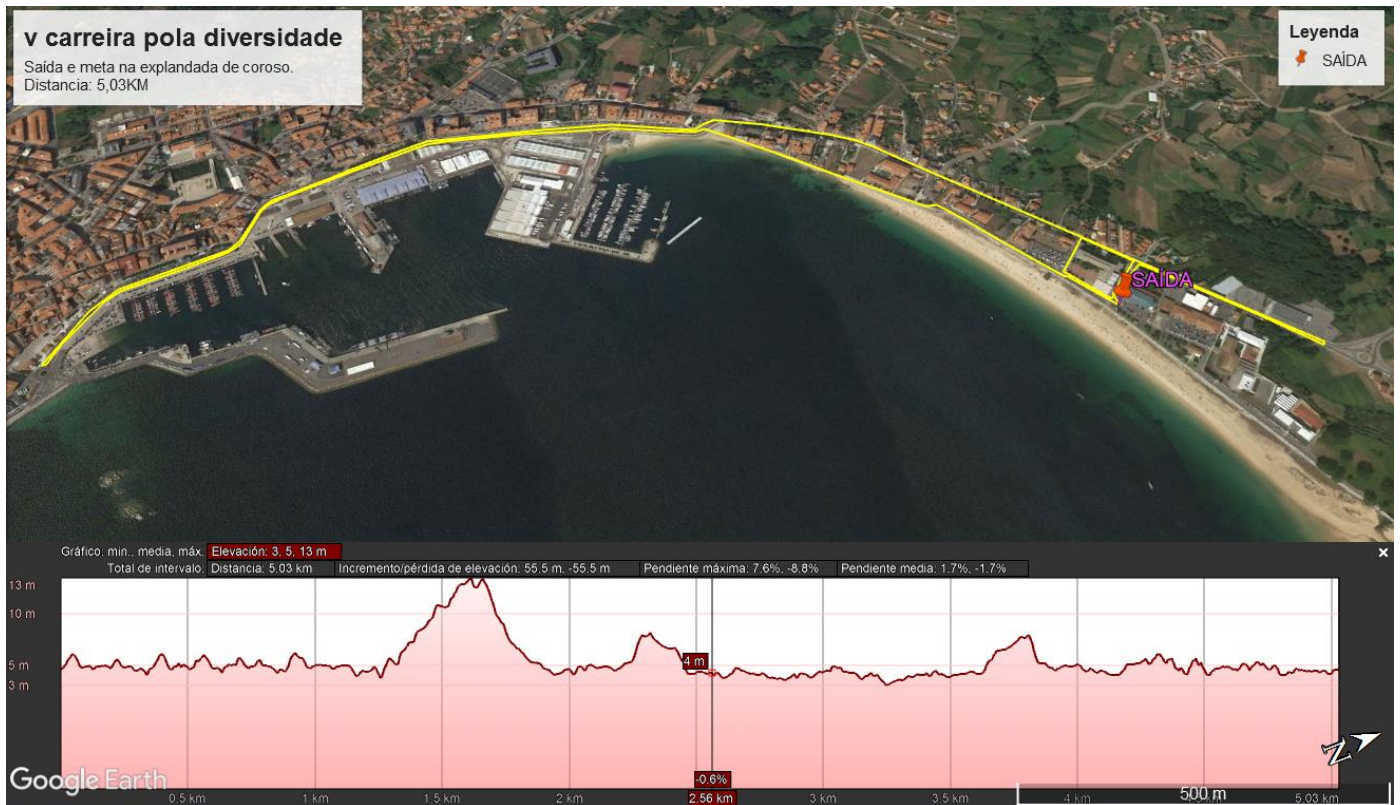 v carreira pola diversidade
Saída e meta na explandada de coroso.
Distancia: 5,03KM
Leyenda
SAÍDA
SAÍDA
Gráfico: min., media, máx. Elevación: 3, 5, 13 m
Total de intervalo: Distancia: 5.03 km Incremento/pérdida de elevación: 55.5 m, -55.5 m Pendiente máxima: 7.6%, -8.8% Pendiente media: 1.7%, -1.7%
13 m
10 m
5 m
4 m
3 m
N
Google Earth
-0.6%
500 m
0.5 km 1 km 1.5 km 2 km 2.56 km 3 km 3.5 km 4 km 5.03 km